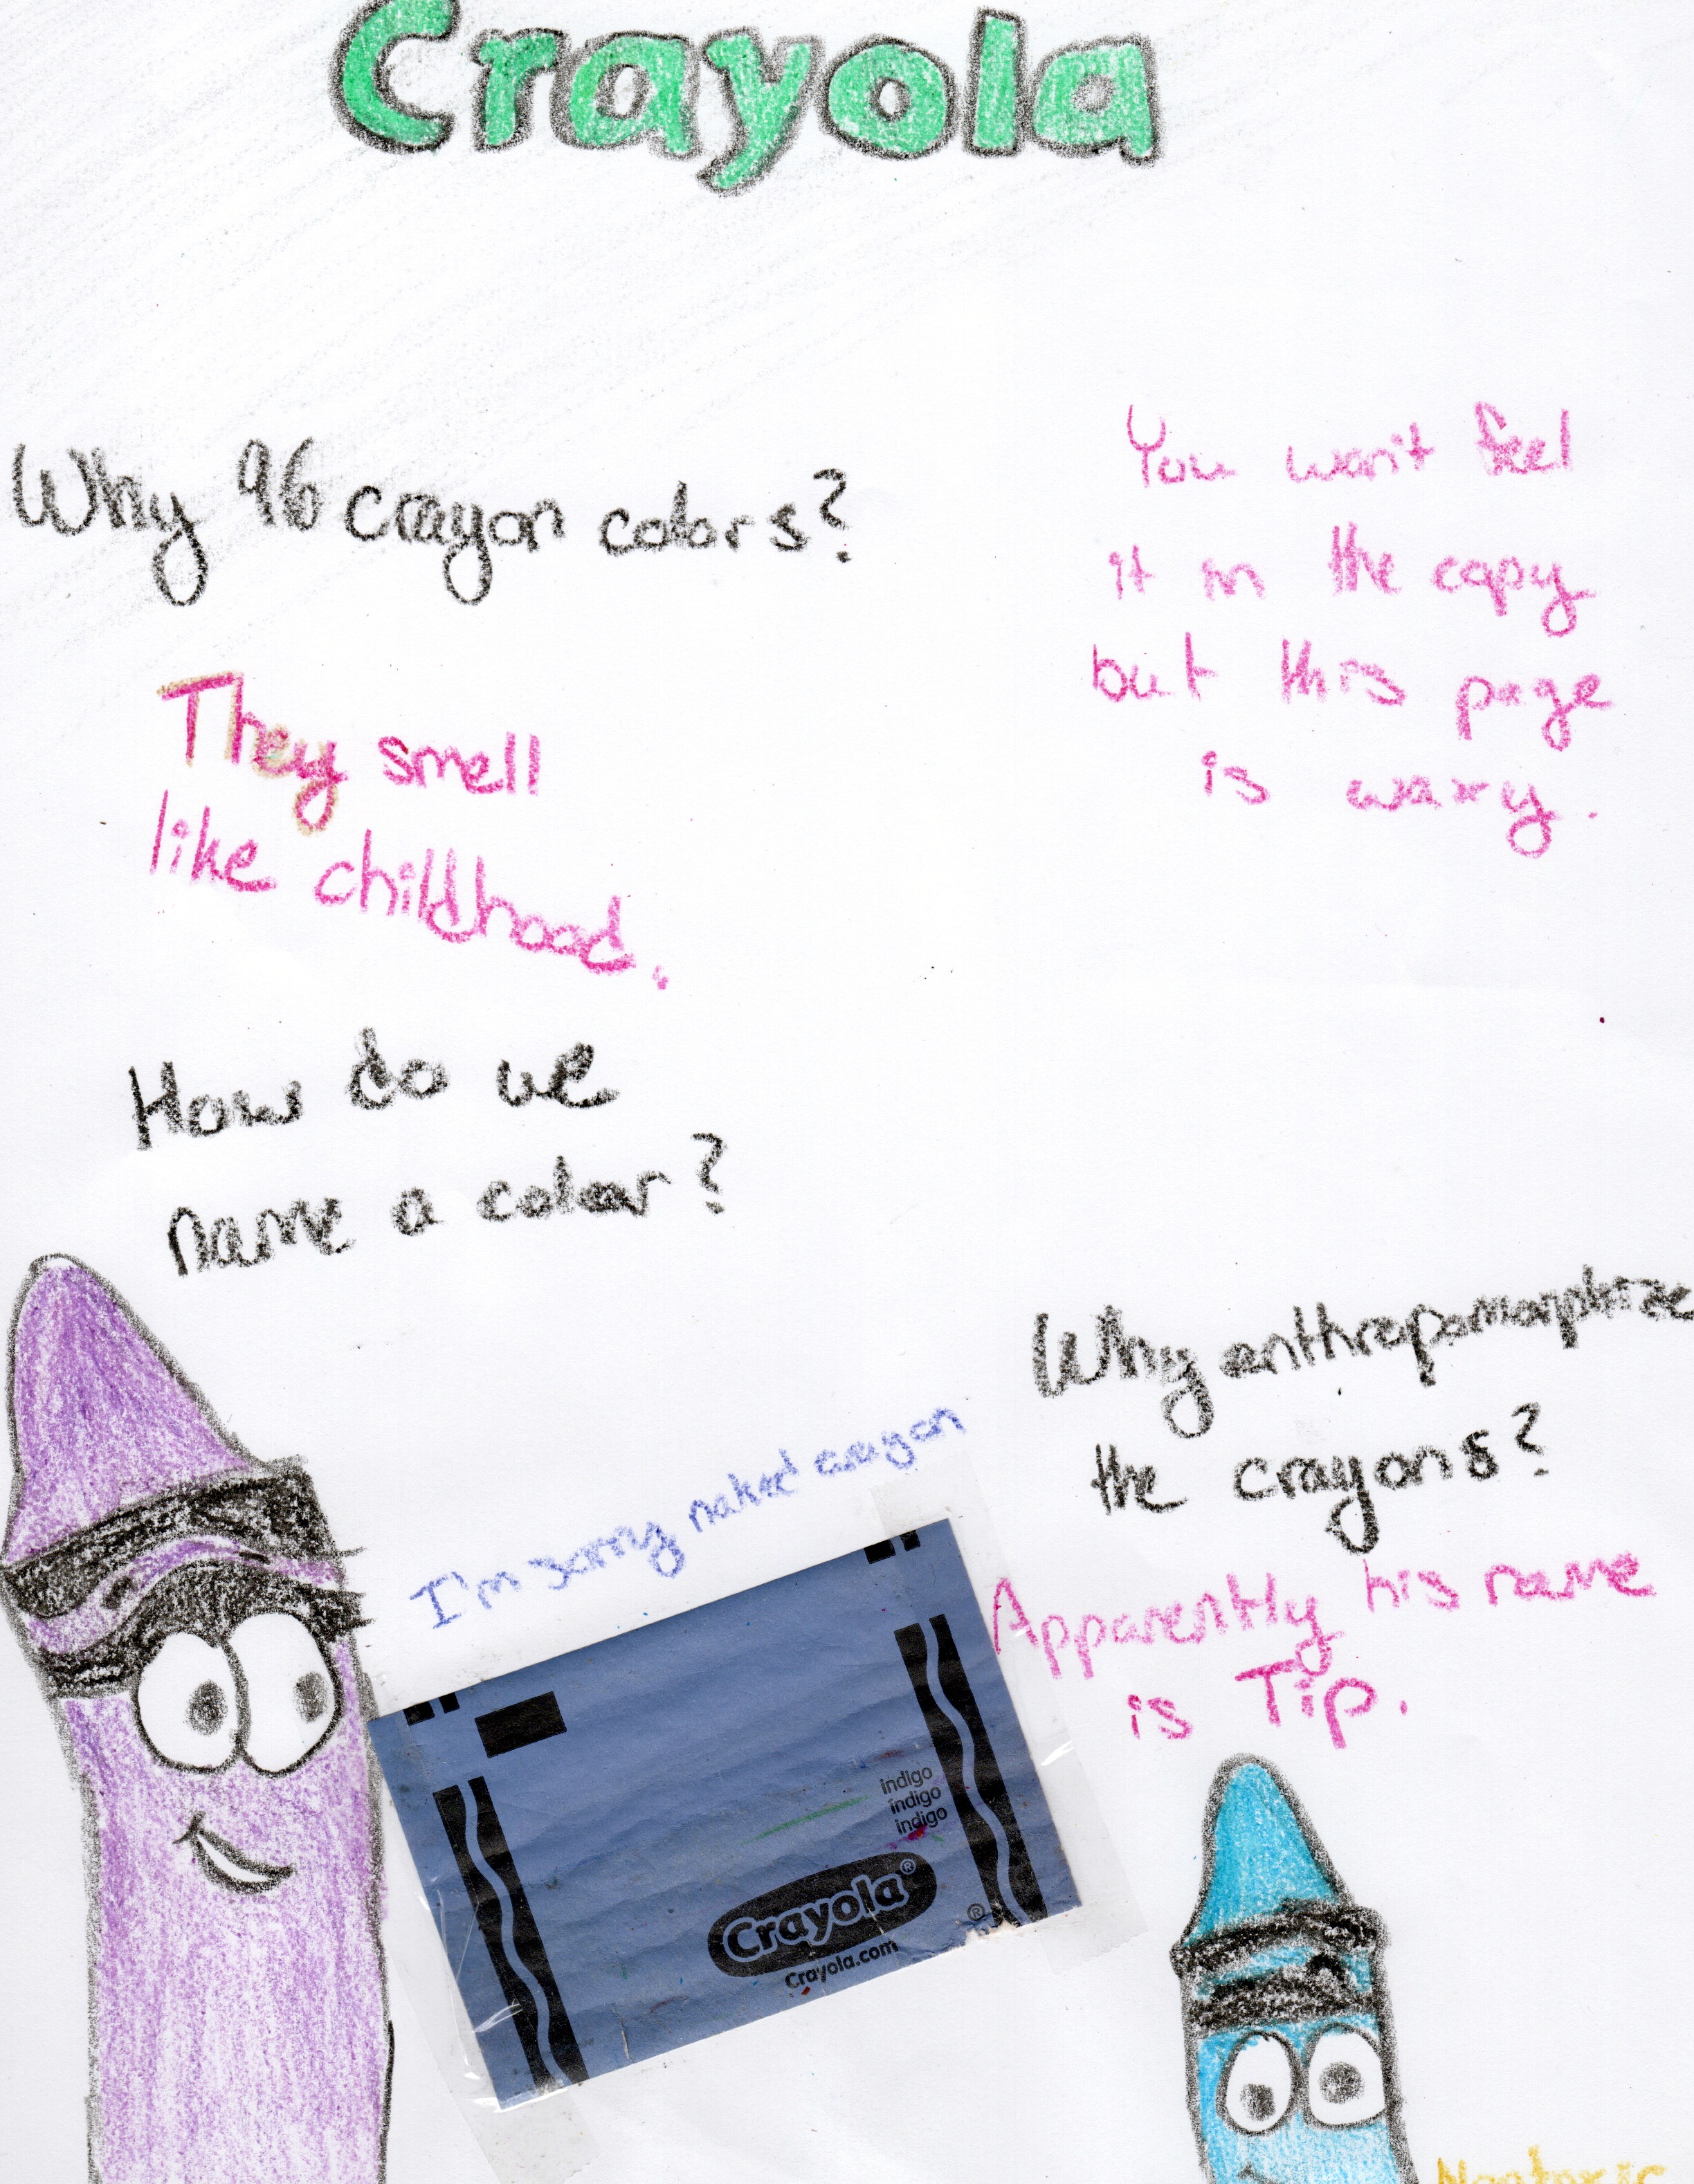 Crayola
Why 96 crayon colors?
You won't feel
it in the copy
but this page
is waxy.
They smell
like childhood.
How do we
name a color?
Why anthropomorphize
the crayons?
I'm sorry naked crayon
Apparently his name
is Tip.
indigo
indigo
indigo
Crayola®
®
Crayola.com
Nontoxic